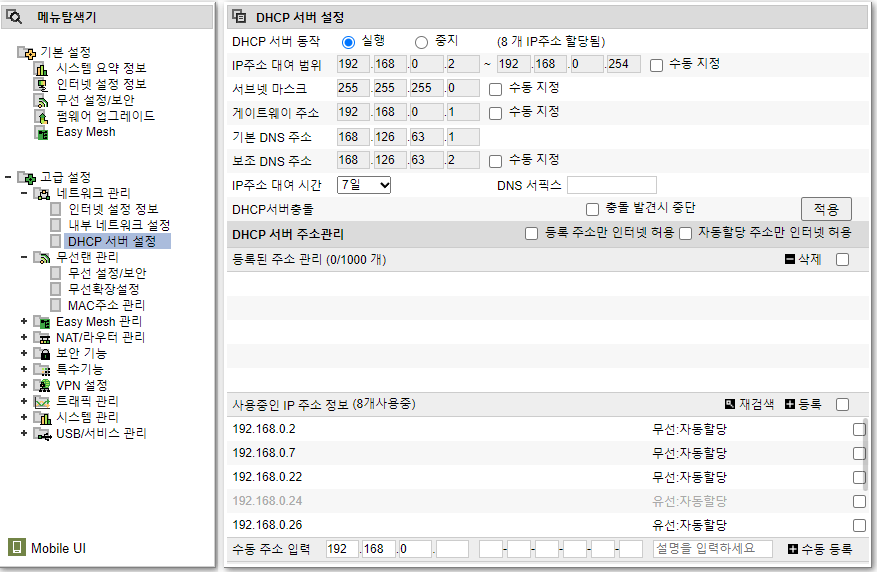 메뉴탐색기
기본 설정
시스템 요약 정보
인터넷 설정 정보
무선 설정/보안
펌웨어 업그레이드
Easy Mesh
고급 설정
네트워크 관리
인터넷 설정 정보
내부 네트워크 설정
DHCP 서버 설정
무선랜 관리
무선 설정/보안
무선확장설정
MAC주소 관리
Easy Mesh 관리
NAT/라우터 관리
보안 기능
특수기능
VPN 설정
트래픽 관리
시스템 관리
USB/서비스 관리
Mobile UI
DHCP 서버 설정
DHCP 서버 동작 실행 중지 (8 개 IP주소 할당됨)
IP주소 대여 범위 192.168.0.2 ~ 192.168.0.254 수동 지정
서브넷 마스크 255.255.255.0 수동 지정
게이트웨이 주소 192.168.0.1 수동 지정
기본 DNS 주소 168.126.63.1
보조 DNS 주소 168.126.63.2 수동 지정
IP주소 대여 시간 7일 DNS 서픽스
DHCP서버충돌 충돌 발견시 중단 적용
DHCP 서버 주소관리 등록 주소만 인터넷 허용 자동할당 주소만 인터넷 허용
등록된 주소 관리 (0/1000 개) 삭제
사용중인 IP 주소 정보 (8개사용중) 재검색 등록
192.168.0.2 무선:자동할당
192.168.0.7 무선:자동할당
192.168.0.22 무선:자동할당
192.168.0.24 유선:자동할당
192.168.0.26 유선:자동할당
수동 주소 입력 192.168.0. - - - - - 설명을 입력하세요 수동 등록